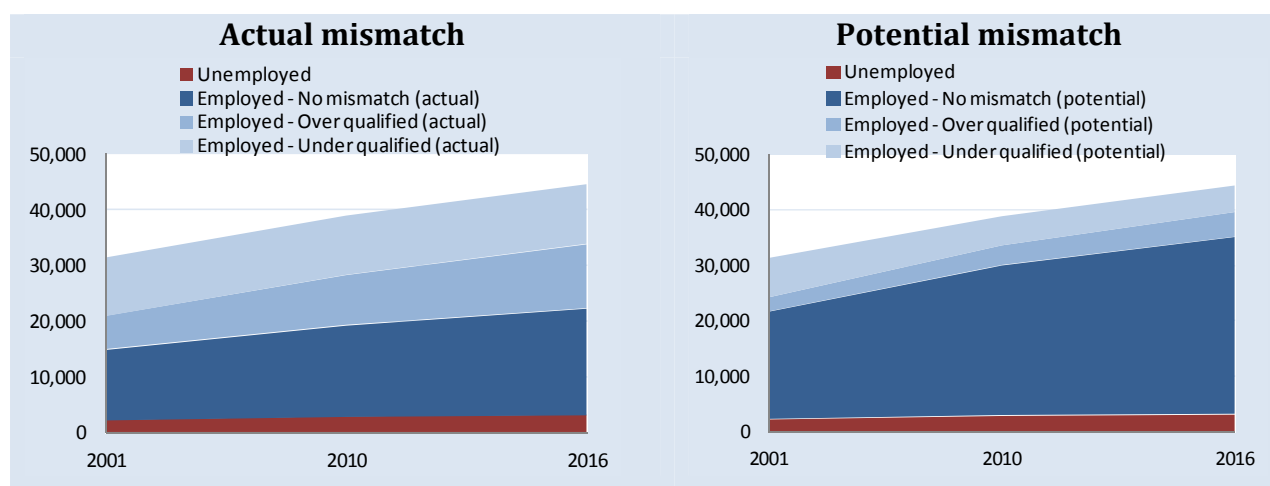 Actual mismatch
Unemployed
Employed - No mismatch (actual)
Employed - Over qualified (actual)
Employed - Under qualified (actual)
50,000
40,000
30,000
20,000
10,000
0
2001
2010
2016
Potential mismatch
Unemployed
Employed - No mismatch (potential)
Employed - Over qualified (potential)
Employed - Under qualified (potential)
50,000
40,000
30,000
20,000
10,000
0
2001
2010
2016